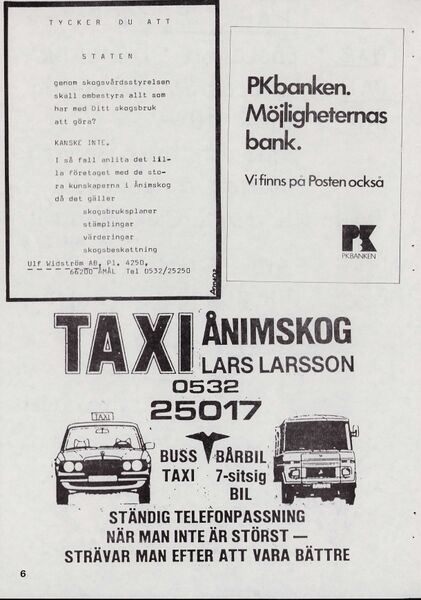 TYCKER DU ATT
STATEN
genom skogsvårdsstyrelsen
skall ombestyra allt som
har med Ditt skogsbruk
att göra?
KANSKE INTE.
I så fall anlita det lil-
la företaget med de sto-
ra kunskaperna i Ånimskog
då det gäller
skogsbruksplaner
stämplingar
värderingar
skogsbeskattning
Ulf Widström AB, Pl. 4250,
66200 ÅMÅL Tel 0532/25250
PKbanken.
Möjligheternas
bank.
Vi finns på Posten också
PK
PKBANKEN
TAXI ÅNIMSKOG
LARS LARSSON
0532
25017
TAXI
BUSS BÅRBIL
TAXI 7-sitsig
BIL
STÄNDIG TELEFONPASSNING
NÄR MAN INTE ÄR STÖRST —
STRÄVAR MAN EFTER ATT VARA BÄTTRE
6